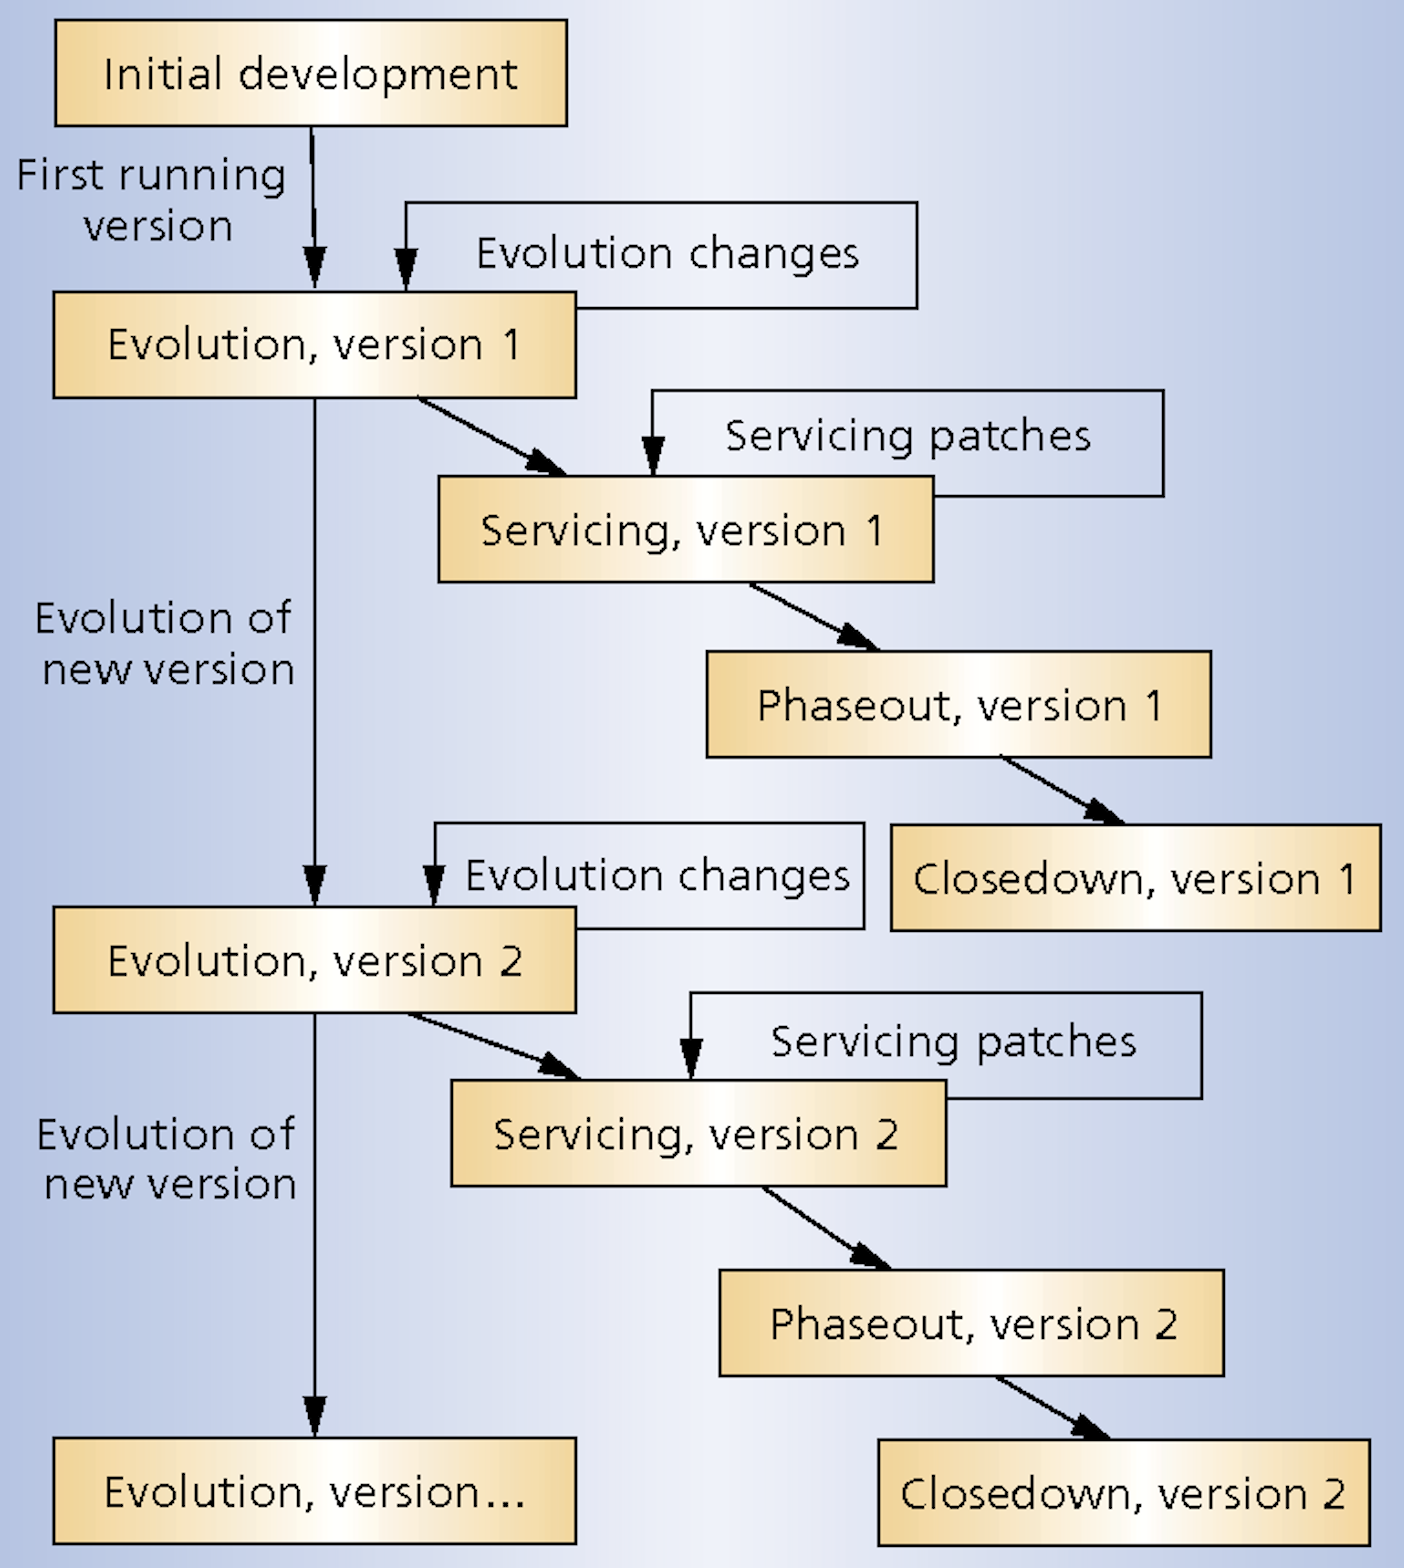 Initial development
First running
version
Evolution changes
Evolution, version 1
Servicing patches
Servicing, version 1
Evolution of
new version
Phaseout, version 1
Closedown, version 1
Evolution changes
Evolution, version 2
Servicing patches
Servicing, version 2
Evolution of
new version
Phaseout, version 2
Closedown, version 2
Evolution, version...